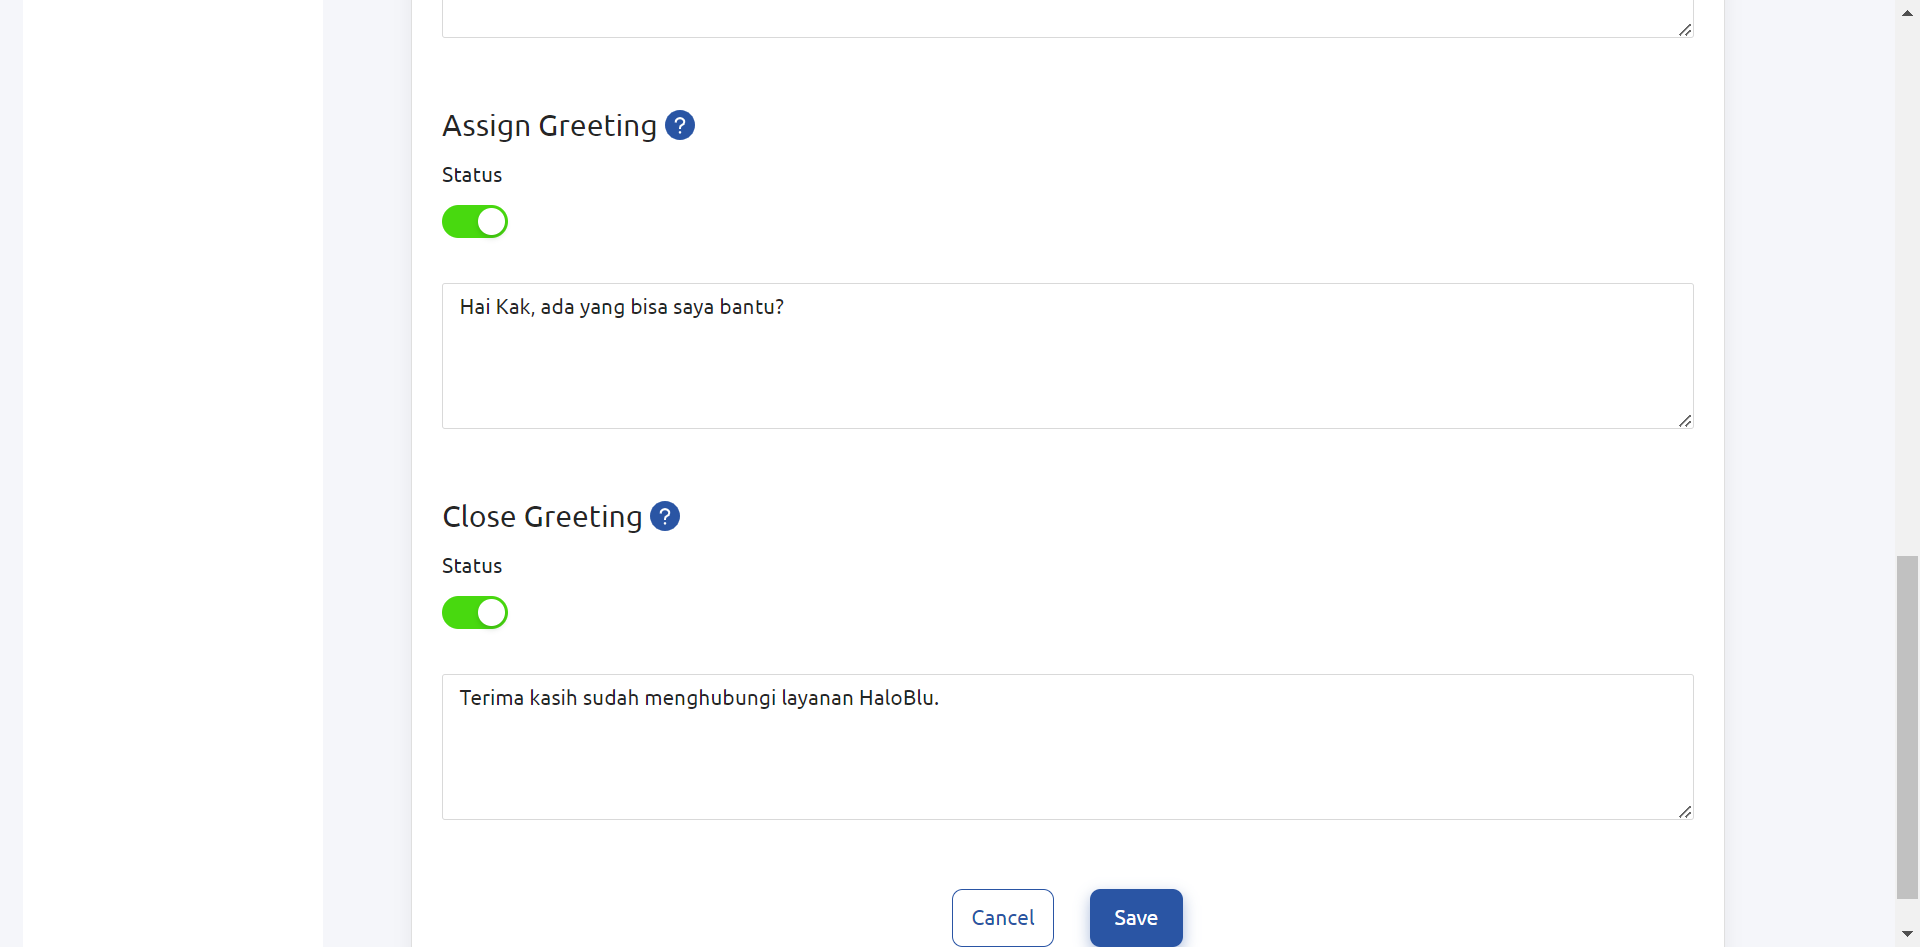 Assign Greeting ?
Status
Hai Kak, ada yang bisa saya bantu?
Close Greeting ?
Status
Terima kasih sudah menghubungi layanan HaloBlu.
Cancel Save